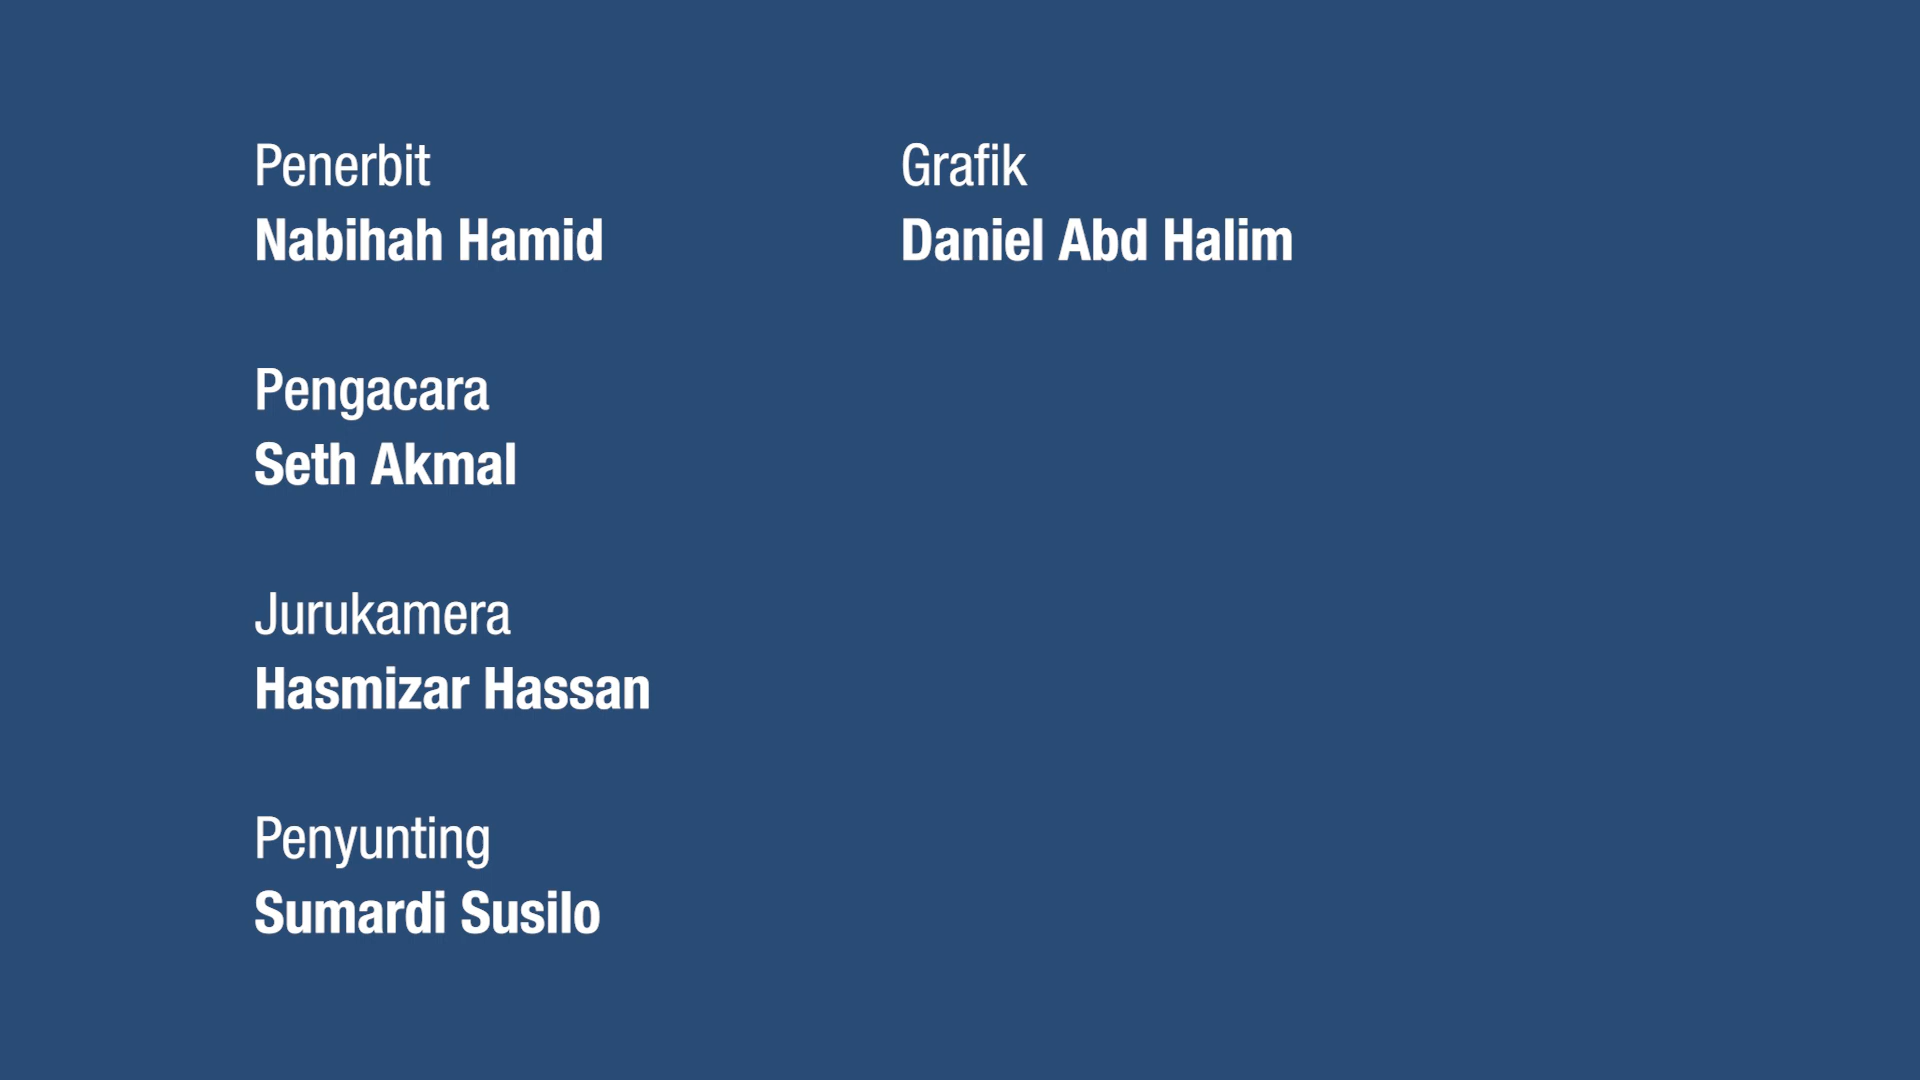 Penerbit
Nabihah Hamid
Pengacara
Seth Akmal
Jurukamera
Hasmizar Hassan
Penyunting
Sumardi Susilo
Grafik
Daniel Abd Halim